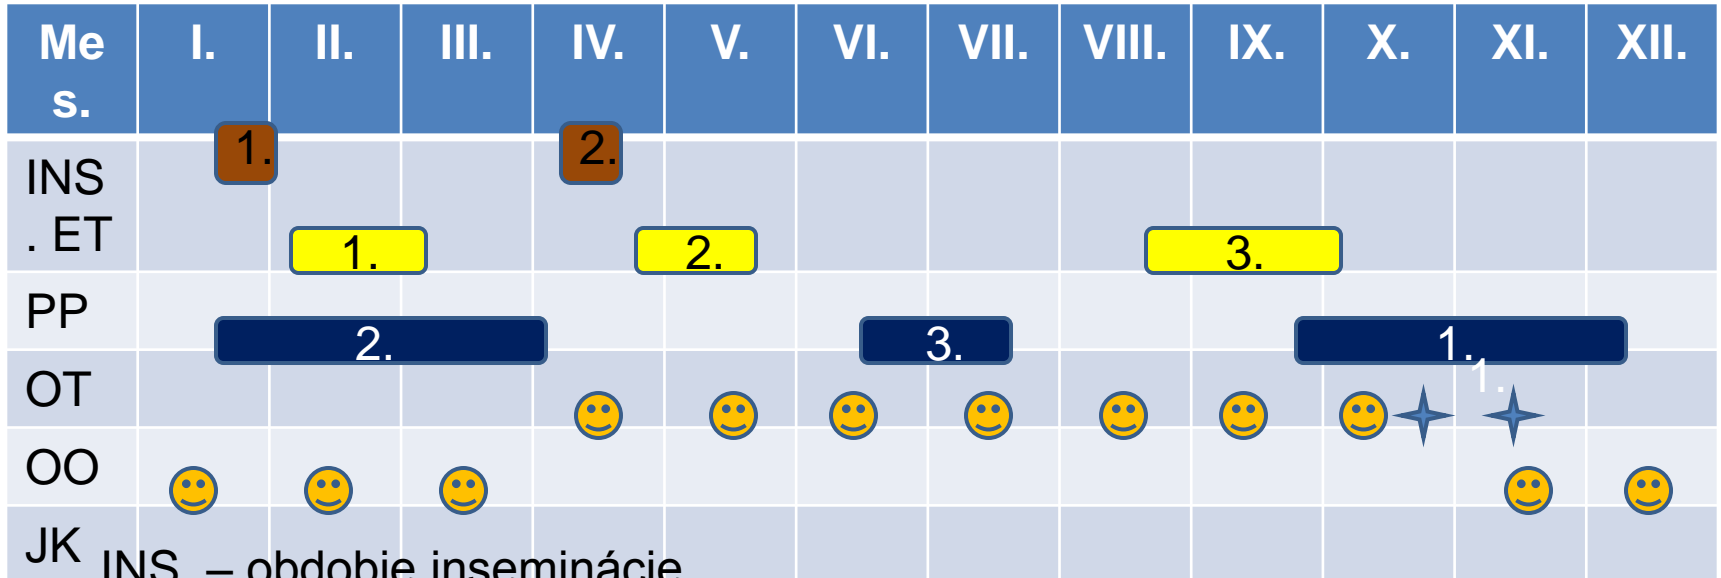 Me I. II. III. IV. V. VI. VII. VIII. IX. X. XI. XII.
s.
1. 2.
INS
. ET
1. 2. 3.
PP
2. 3. 1.
1.
OT
OO
JK
INS – obdobie inseminácie